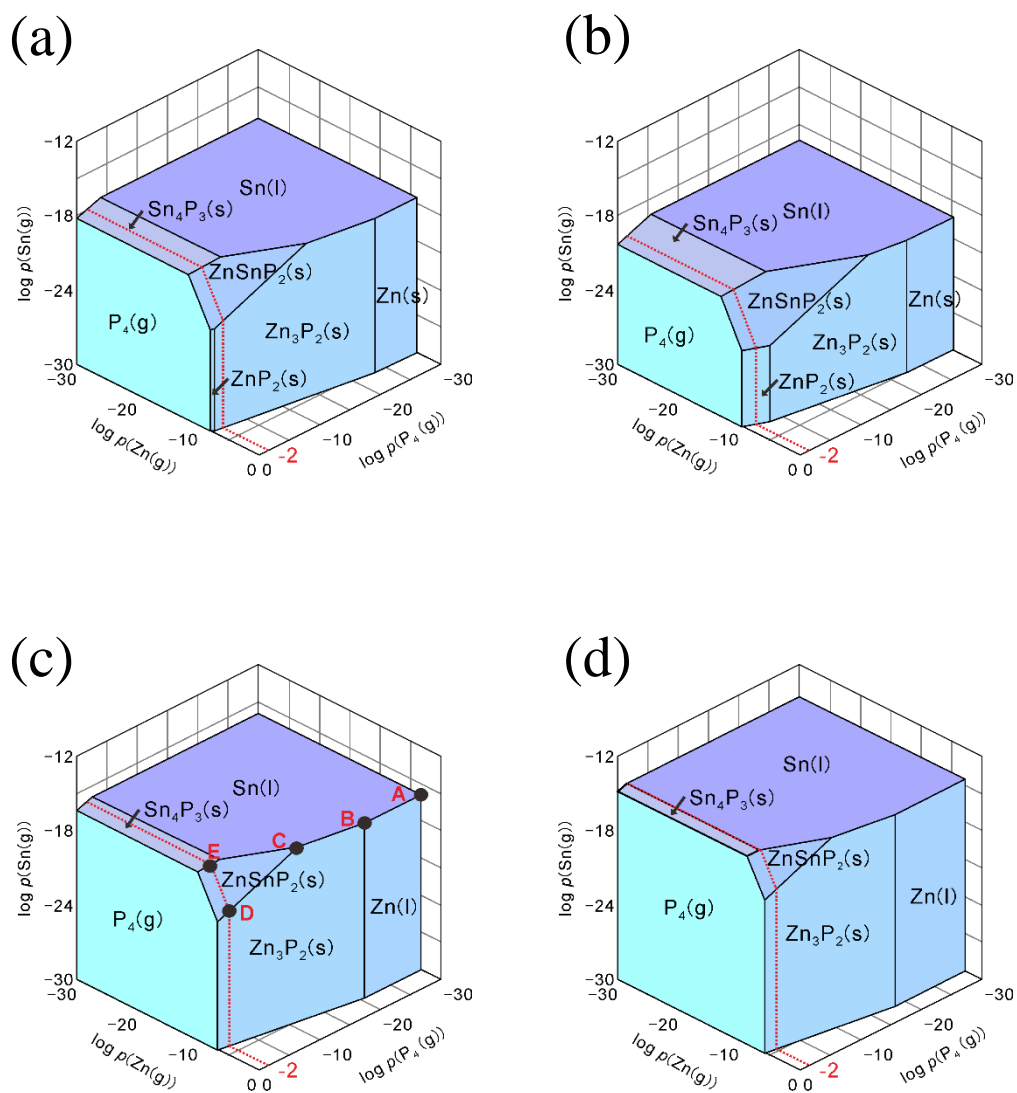 (a)
−12
−18
−24
−30
log p(Sn(g))
Sn(l)
Sn₄P₃(s)
ZnSnP₂(s)
P₄(g)
Zn₃P₂(s)
Zn(s)
ZnP₂(s)
−30
−20
−10
0 0
-2
−10
−20
−30
log p(Zn(g))
log p(P₄(g))
(b)
−12
−18
−24
−30
log p(Sn(g))
Sn₄P₃(s)
Sn(l)
ZnSnP₂(s)
Zn(s)
P₄(g)
Zn₃P₂(s)
ZnP₂(s)
−30
−20
−10
0 0
-2
−10
−20
−30
log p(Zn(g))
log p(P₄(g))
(c)
−12
−18
−24
−30
log p(Sn(g))
Sn(l)
A
Sn₄P₃(s)
B
C
E
ZnSnP₂(s)
D
Zn(l)
P₄(g)
Zn₃P₂(s)
−30
−20
−10
0 0
-2
−10
−20
−30
log p(Zn(g))
log p(P₄(g))
(d)
−12
−18
−24
−30
log p(Sn(g))
Sn(l)
Sn₄P₃(s)
ZnSnP₂(s)
Zn(l)
P₄(g)
Zn₃P₂(s)
−30
−20
−10
0 0
-2
−10
−20
−30
log p(Zn(g))
log p(P₄(g))